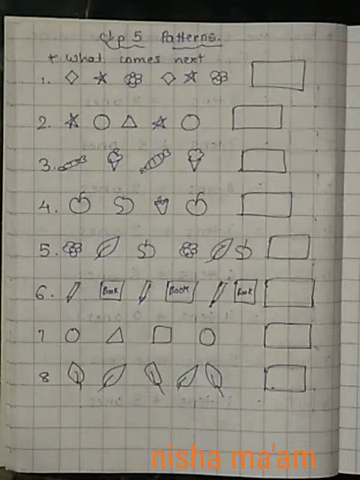 Chp 5 Patterns.
* What comes next
1.
2.
3.
4.
5.
6. Book Book Book
7
8
nisha ma'am